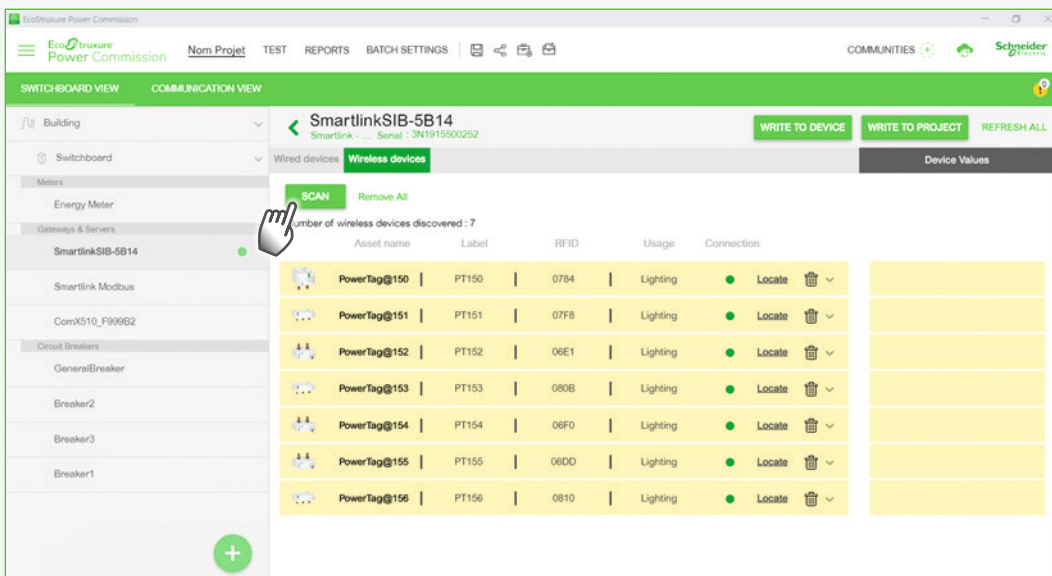 EcoStruxure Power Commission
EcoStruxure
Power Commission
Nom Projet TEST REPORTS BATCH SETTINGS COMMUNITIES Schneider
Electric
SWITCHBOARD VIEW COMMUNICATION VIEW 0
Building
SmartlinkSIB-5B14
Smartlink - ... Serial : 3N1915500252
WRITE TO DEVICE WRITE TO PROJECT REFRESH ALL
Switchboard
Wired devices Wireless devices Device Values
Meters
Energy Meter
SCAN Remove All
Gateways & Servers
umber of wireless devices discovered : 7
SmartlinkSIB-5B14
Asset name Label RFID Usage Connection
Smartlink Modbus
ComX510_F999B2
Circuit Breakers
GeneralBreaker
Breaker2
Breaker3
Breaker1
PowerTag@150 PT150 0784 Lighting Locate
PowerTag@151 PT151 07F8 Lighting Locate
PowerTag@152 PT152 06E1 Lighting Locate
PowerTag@153 PT153 080B Lighting Locate
PowerTag@154 PT154 06F0 Lighting Locate
PowerTag@155 PT155 06DD Lighting Locate
PowerTag@156 PT156 0810 Lighting Locate